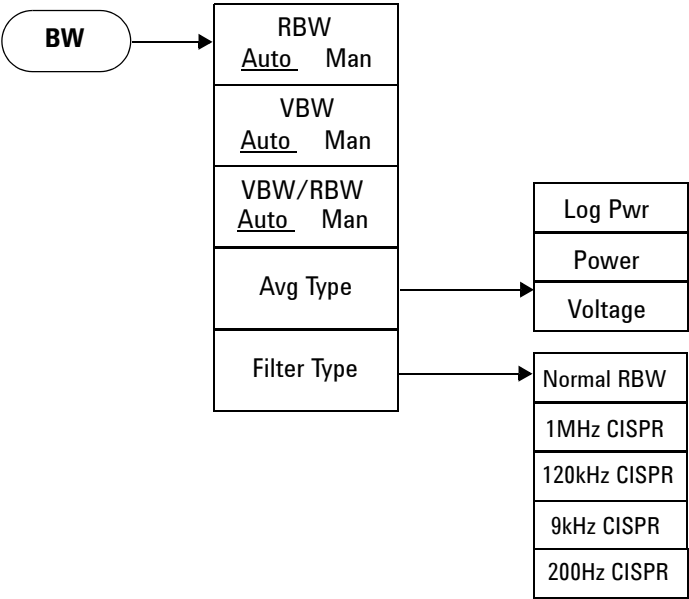 BW
RBW
Auto Man
VBW
Auto Man
VBW/RBW
Auto Man
Avg Type
Filter Type
Log Pwr
Power
Voltage
Normal RBW
1MHz CISPR
120kHz CISPR
9kHz CISPR
200Hz CISPR